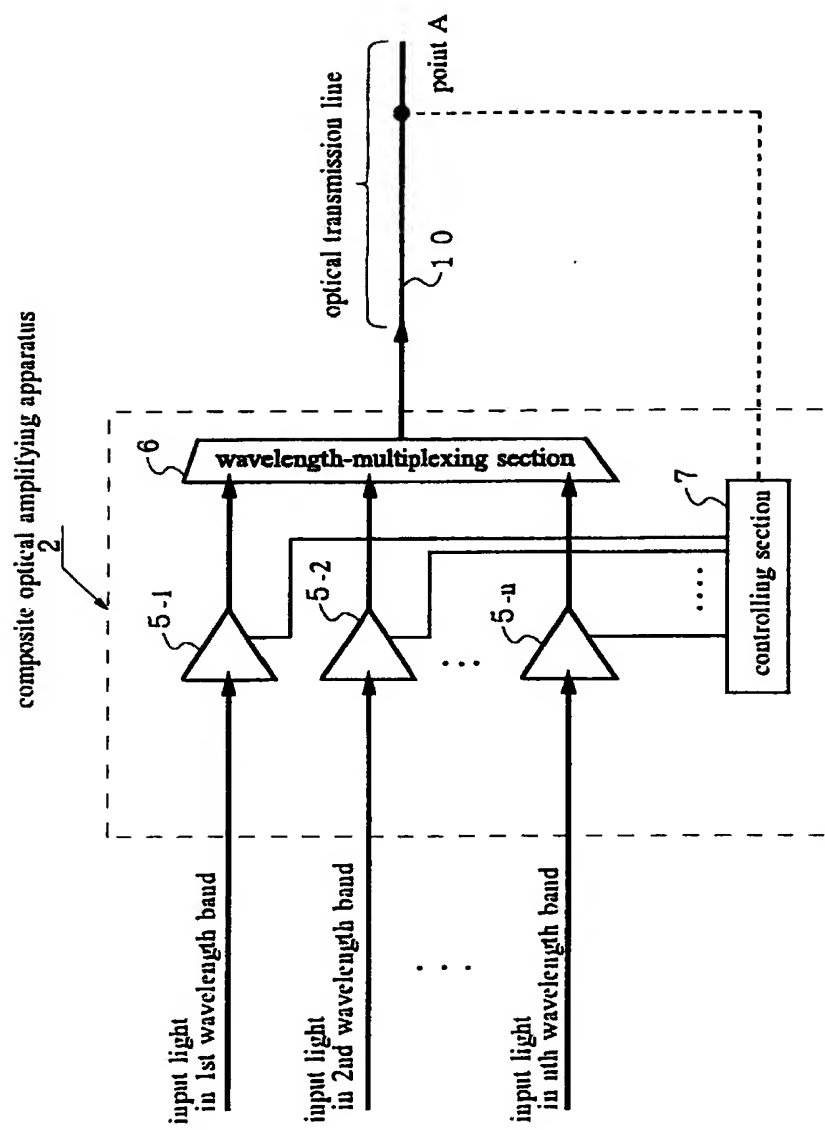 composite optical amplifying apparatus
2
input light
in 1st wavelength band
5-1
6
wavelength-multiplexing section
optical transmission line
10
point A
input light
in 2nd wavelength band
5-2
. . .
. . .
input light
in nth wavelength band
5-n
. . . .
7
controlling section